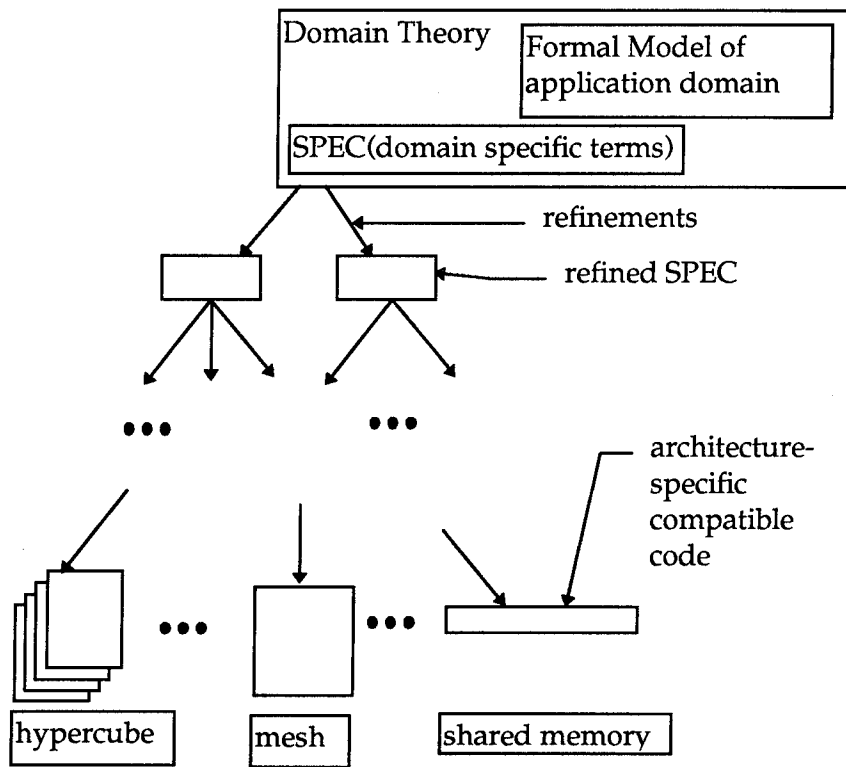 Domain Theory
Formal Model of
application domain
SPEC(domain specific terms)
refinements
refined SPEC
architecture-
specific
compatible
code
hypercube
mesh
shared memory